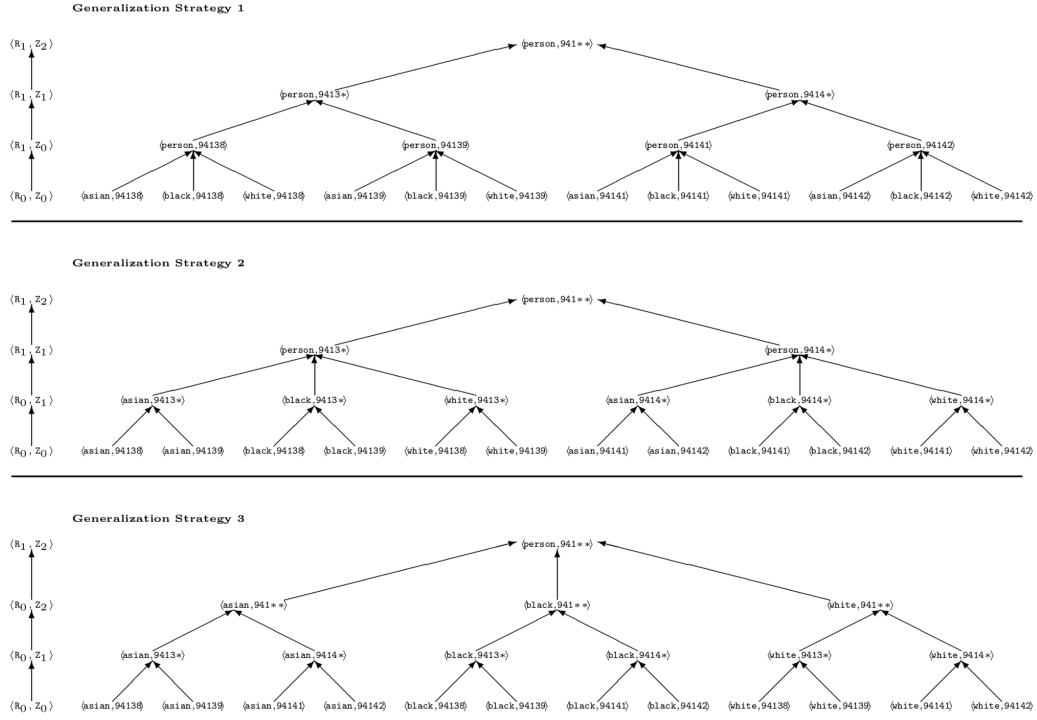 Generalization Strategy 1
⟨R1, Z2⟩ ⟨person,941**⟩
⟨R1, Z1⟩ ⟨person,9413*⟩ ⟨person,9414*⟩
⟨R1, Z0⟩ ⟨person,94138⟩ ⟨person,94139⟩ ⟨person,94141⟩ ⟨person,94142⟩
⟨R0, Z0⟩ ⟨asian,94138⟩ ⟨black,94138⟩ ⟨white,94138⟩ ⟨asian,94139⟩ ⟨black,94139⟩ ⟨white,94139⟩ ⟨asian,94141⟩ ⟨black,94141⟩ ⟨white,94141⟩ ⟨asian,94142⟩ ⟨black,94142⟩ ⟨white,94142⟩
Generalization Strategy 2
⟨R1, Z2⟩ ⟨person,941**⟩
⟨R1, Z1⟩ ⟨person,9413*⟩ ⟨person,9414*⟩
⟨R0, Z1⟩ ⟨asian,9413*⟩ ⟨black,9413*⟩ ⟨white,9413*⟩ ⟨asian,9414*⟩ ⟨black,9414*⟩ ⟨white,9414*⟩
⟨R0, Z0⟩ ⟨asian,94138⟩ ⟨asian,94139⟩ ⟨black,94138⟩ ⟨black,94139⟩ ⟨white,94138⟩ ⟨white,94139⟩ ⟨asian,94141⟩ ⟨asian,94142⟩ ⟨black,94141⟩ ⟨black,94142⟩ ⟨white,94141⟩ ⟨white,94142⟩
Generalization Strategy 3
⟨R1, Z2⟩ ⟨person,941**⟩
⟨R0, Z2⟩ ⟨asian,941**⟩ ⟨black,941**⟩ ⟨white,941**⟩
⟨R0, Z1⟩ ⟨asian,9413*⟩ ⟨asian,9414*⟩ ⟨black,9413*⟩ ⟨black,9414*⟩ ⟨white,9413*⟩ ⟨white,9414*⟩
⟨R0, Z0⟩ ⟨asian,94138⟩ ⟨asian,94139⟩ ⟨asian,94141⟩ ⟨asian,94142⟩ ⟨black,94138⟩ ⟨black,94139⟩ ⟨black,94141⟩ ⟨black,94142⟩ ⟨white,94138⟩ ⟨white,94139⟩ ⟨white,94141⟩ ⟨white,94142⟩